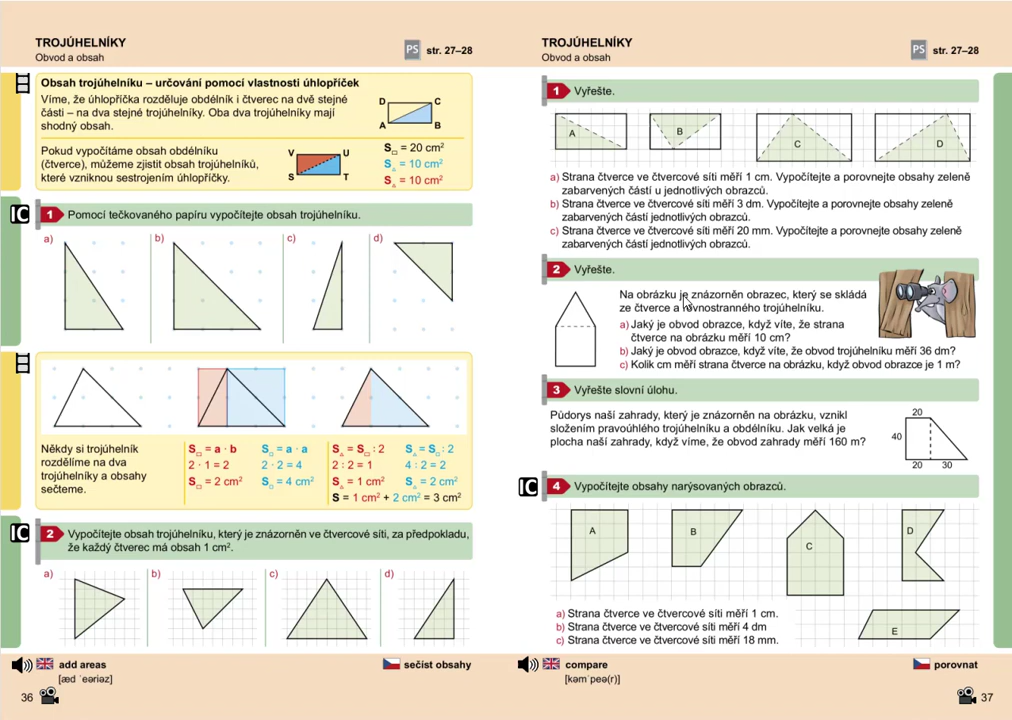 TROJÚHELNÍKY
Obvod a obsah
PS str. 27–28
Obsah trojúhelníku – určování pomocí vlastnosti úhlopříček
Víme, že úhlopříčka rozděluje obdélník i čtverec na dvě stejné
části – na dva stejné trojúhelníky. Oba dva trojúhelníky mají
shodný obsah.
D C
A B
Pokud vypočítáme obsah obdélníku
(čtverce), můžeme zjistit obsah trojúhelníků,
které vzniknou sestrojením úhlopříčky.
V U
S T
S□ = 20 cm²
S△ = 10 cm²
S△ = 10 cm²
IC 1 Pomocí tečkovaného papíru vypočítejte obsah trojúhelníku.
a) b) c) d)
Někdy si trojúhelník
rozdělíme na dva
trojúhelníky a obsahy
sečteme.
S□ = a · b S□ = a · a S△ = S□ : 2 S△ = S□ : 2
2 · 1 = 2 2 · 2 = 4 2 : 2 = 1 4 : 2 = 2
S□ = 2 cm² S□ = 4 cm² S△ = 1 cm² S△ = 2 cm²
S = 1 cm² + 2 cm² = 3 cm²
IC 2 Vypočítejte obsah trojúhelníku, který je znázorněn ve čtvercové síti, za předpokladu,
že každý čtverec má obsah 1 cm².
a) b) c) d)
add areas
[æd ˈeəriəz]
sečíst obsahy
36
TROJÚHELNÍKY
Obvod a obsah
PS str. 27–28
1 Vyřešte.
A B C D
a) Strana čtverce ve čtvercové síti měří 1 cm. Vypočítejte a porovnejte obsahy zeleně
zabarvených částí u jednotlivých obrazců.
b) Strana čtverce ve čtvercové síti měří 3 dm. Vypočítejte a porovnejte obsahy zeleně
zabarvených částí jednotlivých obrazců.
c) Strana čtverce ve čtvercové síti měří 20 mm. Vypočítejte a porovnejte obsahy zeleně
zabarvených částí jednotlivých obrazců.
2 Vyřešte.
Na obrázku je znázorněn obrazec, který se skládá
ze čtverce a rovnostranného trojúhelníku.
a) Jaký je obvod obrazce, když víte, že strana
čtverce na obrázku měří 10 cm?
b) Jaký je obvod obrazce, když víte, že obvod trojúhelníku měří 36 dm?
c) Kolik cm měří strana čtverce na obrázku, když obvod obrazce je 1 m?
3 Vyřešte slovní úlohu.
Půdorys naší zahrady, který je znázorněn na obrázku, vznikl
složením pravoúhlého trojúhelníku a obdélníku. Jak velká je
plocha naší zahrady, když víme, že obvod zahrady měří 160 m?
20
40
20 30
IC 4 Vypočítejte obsahy narýsovaných obrazců.
A B C D
E
a) Strana čtverce ve čtvercové síti měří 1 cm.
b) Strana čtverce ve čtvercové síti měří 4 dm
c) Strana čtverce ve čtvercové síti měří 18 mm.
compare
[kəmˈpeə(r)]
porovnat
37